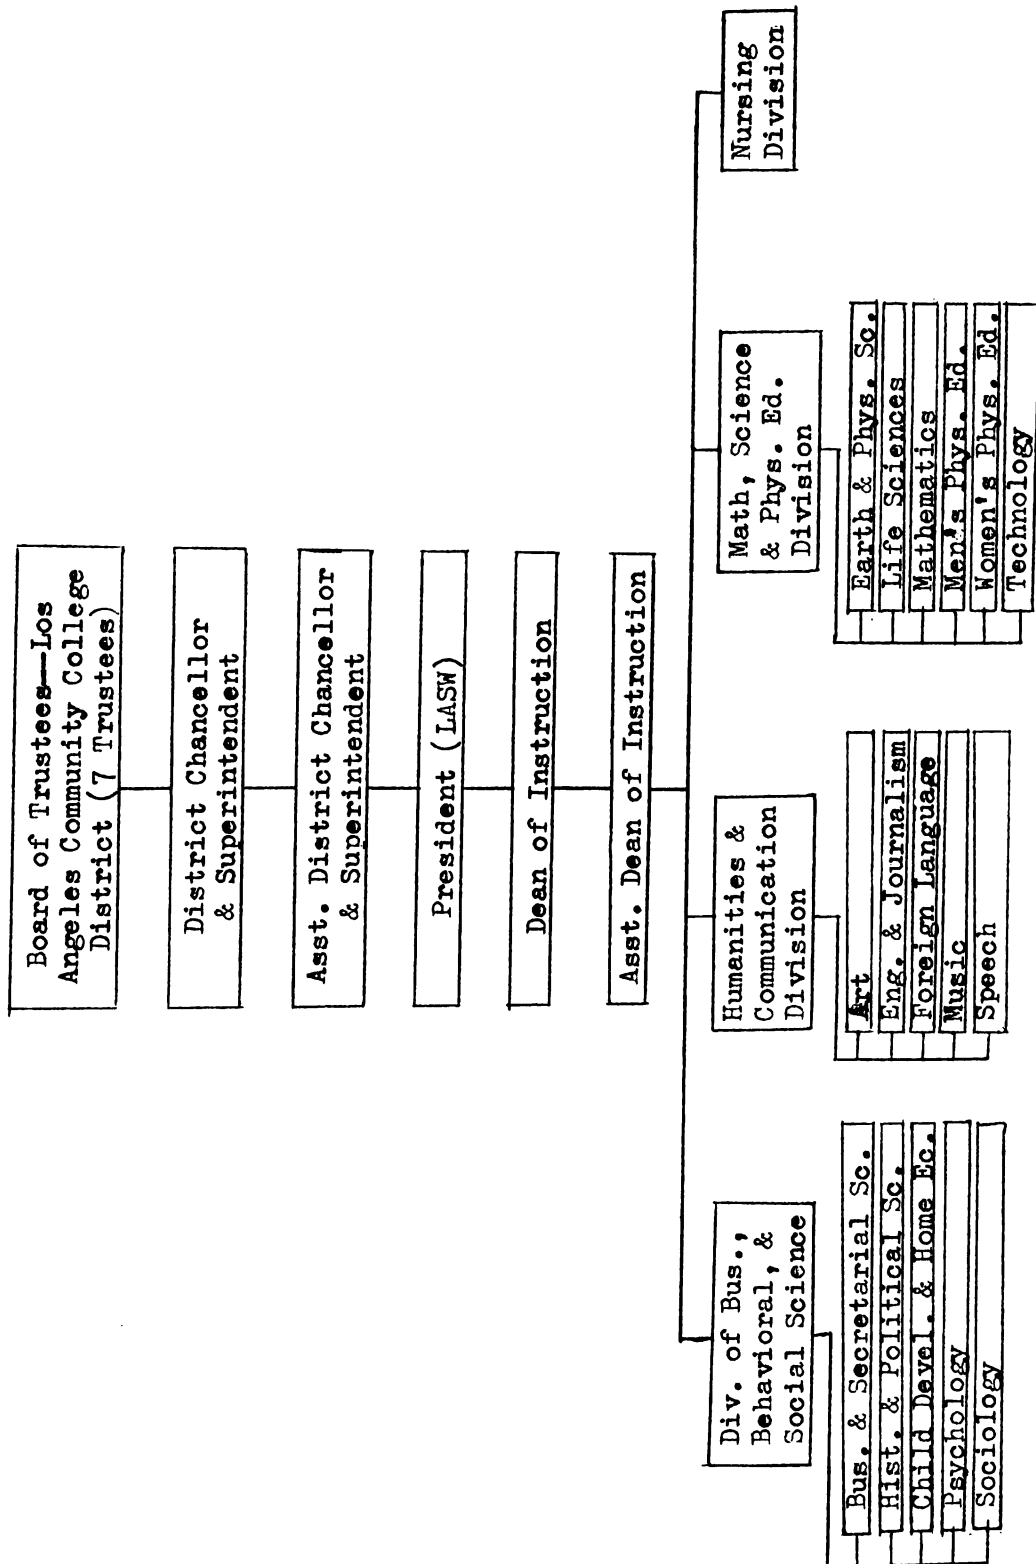 Board of Trustees—Los
Angeles Community College
District (7 Trustees)
District Chancellor
& Superintendent
Asst. District Chancellor
& Superintendent
President (LASW)
Dean of Instruction
Asst. Dean of Instruction
Div. of Bus.,
Behavioral, &
Social Science
Bus. & Secretarial Sc.
Hist. & Political Sc.
Child Devel. & Home Ec.
Psychology
Sociology
Humanities &
Communication
Division
Art
Eng. & Journalism
Foreign Language
Music
Speech
Math, Science
& Phys. Ed.
Division
Earth & Phys. Sc.
Life Sciences
Mathematics
Men's Phys. Ed.
Women's Phys. Ed.
Technology
Nursing
Division